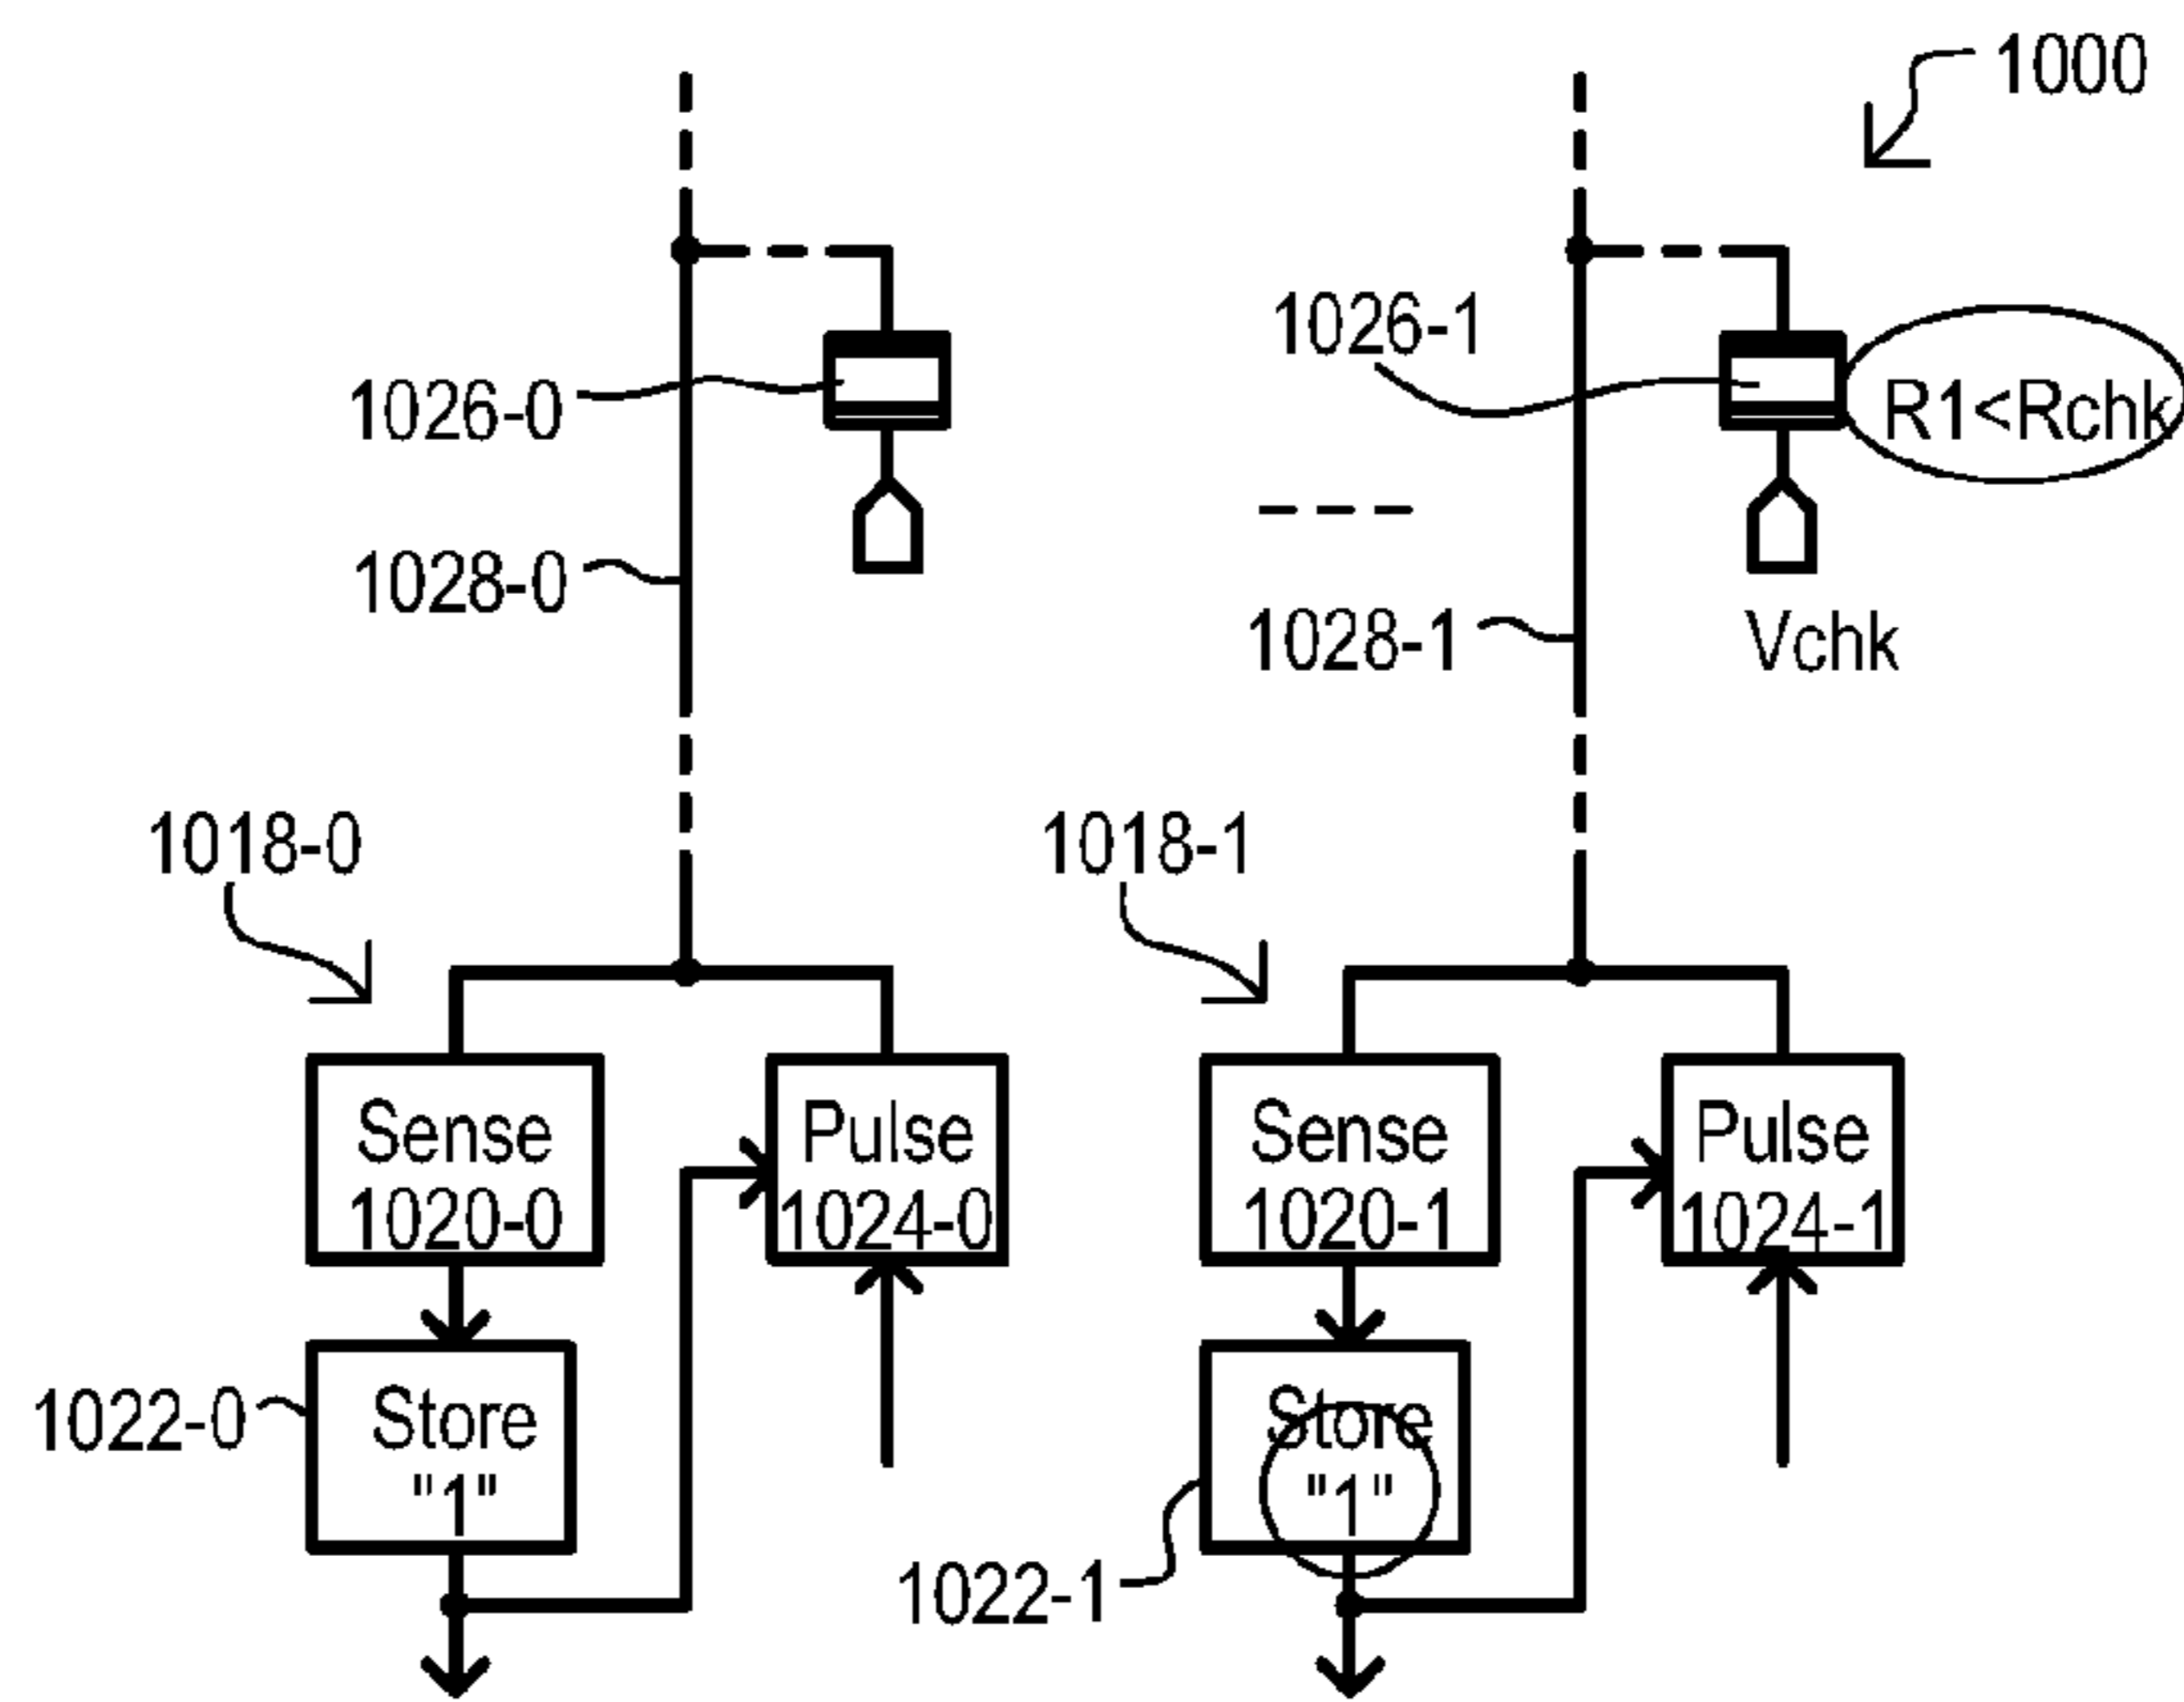 1000
1026-1
1026-0
R1<Rchk
1028-0
1028-1
Vchk
1018-0
1018-1
Sense
1020-0
Pulse
1024-0
Sense
1020-1
Pulse
1024-1
1022-0
Store
"1"
Store
"1"
1022-1